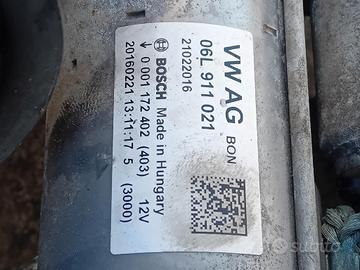 VW AG BON
06L 911 021
21022016
BOSCH Made in Hungary
0 001 172 402 (403) 12V
20160221 13:11:17 5 (3000)
subito